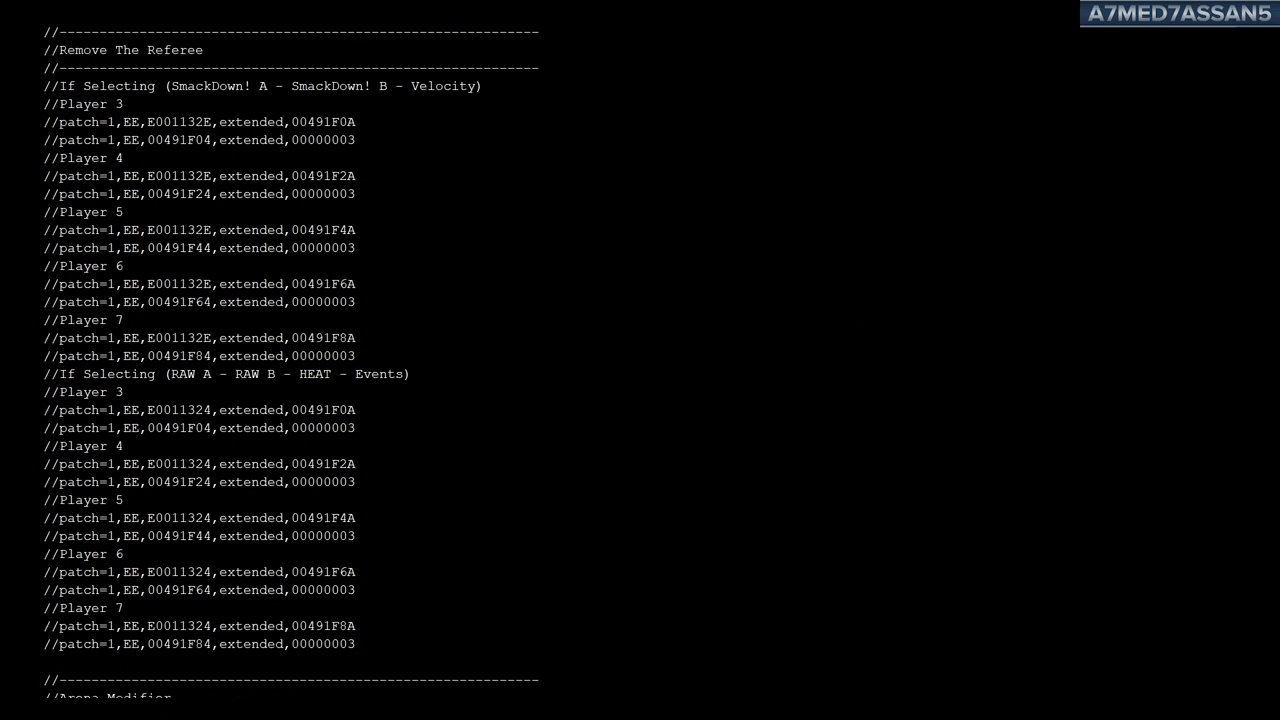 A7MED7ASSAN5
//------------------------------------------------------------
//Remove The Referee
//------------------------------------------------------------
//If Selecting (SmackDown! A - SmackDown! B - Velocity)
//Player 3
//patch=1,EE,E001132E,extended,00491F0A
//patch=1,EE,00491F04,extended,00000003
//Player 4
//patch=1,EE,E001132E,extended,00491F2A
//patch=1,EE,00491F24,extended,00000003
//Player 5
//patch=1,EE,E001132E,extended,00491F4A
//patch=1,EE,00491F44,extended,00000003
//Player 6
//patch=1,EE,E001132E,extended,00491F6A
//patch=1,EE,00491F64,extended,00000003
//Player 7
//patch=1,EE,E001132E,extended,00491F8A
//patch=1,EE,00491F84,extended,00000003
//If Selecting (RAW A - RAW B - HEAT - Events)
//Player 3
//patch=1,EE,E0011324,extended,00491F0A
//patch=1,EE,00491F04,extended,00000003
//Player 4
//patch=1,EE,E0011324,extended,00491F2A
//patch=1,EE,00491F24,extended,00000003
//Player 5
//patch=1,EE,E0011324,extended,00491F4A
//patch=1,EE,00491F44,extended,00000003
//Player 6
//patch=1,EE,E0011324,extended,00491F6A
//patch=1,EE,00491F64,extended,00000003
//Player 7
//patch=1,EE,E0011324,extended,00491F8A
//patch=1,EE,00491F84,extended,00000003
//------------------------------------------------------------
//Arena Modifier